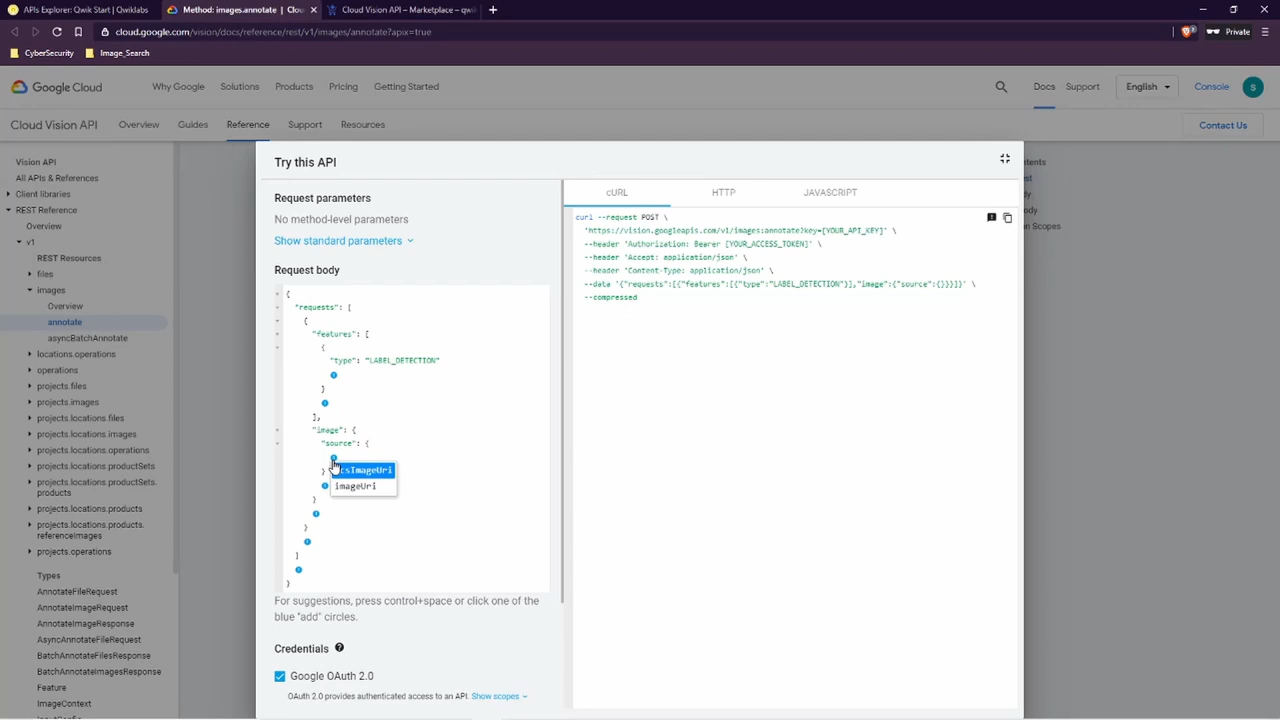 APIs Explorer: Qwik Start | Qwiklabs
Method: images.annotate | Clou
Cloud Vision API – Marketplace – qwi
cloud.google.com/vision/docs/reference/rest/v1/images/annotate?apix=true
Private
CyberSecurity
Image_Search
Google Cloud
Why Google
Solutions
Products
Pricing
Getting Started
Docs
Support
English
Console
S
Cloud Vision API
Overview
Guides
Reference
Support
Resources
Contact Us
Vision API
All APIs & References
Client libraries
REST Reference
Overview
v1
REST Resources
files
images
Overview
annotate
asyncBatchAnnotate
locations.operations
operations
projects.files
projects.images
projects.locations.files
projects.locations.images
projects.locations.operations
projects.locations.productSets
projects.locations.productSets.
products
projects.locations.products
projects.locations.products.
referenceImages
projects.operations
Types
AnnotateFileRequest
AnnotateImageRequest
AnnotateImageResponse
AsyncAnnotateFileRequest
BatchAnnotateFilesResponse
BatchAnnotateImagesResponse
Feature
ImageContext
Try this API
Request parameters
No method-level parameters
Show standard parameters
Request body
{
"requests": [
{
"features": [
{
"type": "LABEL_DETECTION"
}
],
"image": {
"source": {
}
csImageUri
imageUri
}
}
]
}
For suggestions, press control+space or click one of the
blue "add" circles.
Credentials
Google OAuth 2.0
OAuth 2.0 provides authenticated access to an API. Show scopes
cURL
HTTP
JAVASCRIPT
curl --request POST \
'https://vision.googleapis.com/v1/images:annotate?key=[YOUR_API_KEY]' \
--header 'Authorization: Bearer [YOUR_ACCESS_TOKEN]' \
--header 'Accept: application/json' \
--header 'Content-Type: application/json' \
--data '{"requests":[{"features":[{"type":"LABEL_DETECTION"}],"image":{"source":{}}}]}' \
--compressed